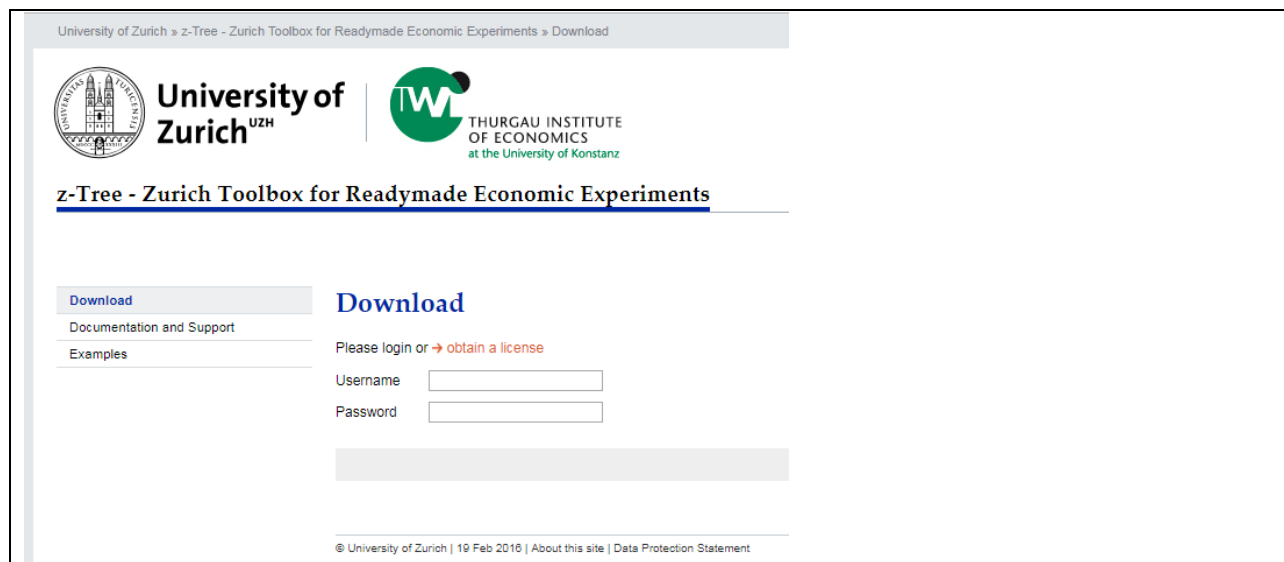 University of Zurich » z-Tree - Zurich Toolbox for Readymade Economic Experiments » Download
University of
Zurich UZH
TWI
THURGAU INSTITUTE
OF ECONOMICS
at the University of Konstanz
z-Tree - Zurich Toolbox for Readymade Economic Experiments
Download
Documentation and Support
Examples
Download
Please login or → obtain a license
Username
Password
© University of Zurich | 19 Feb 2016 | About this site | Data Protection Statement